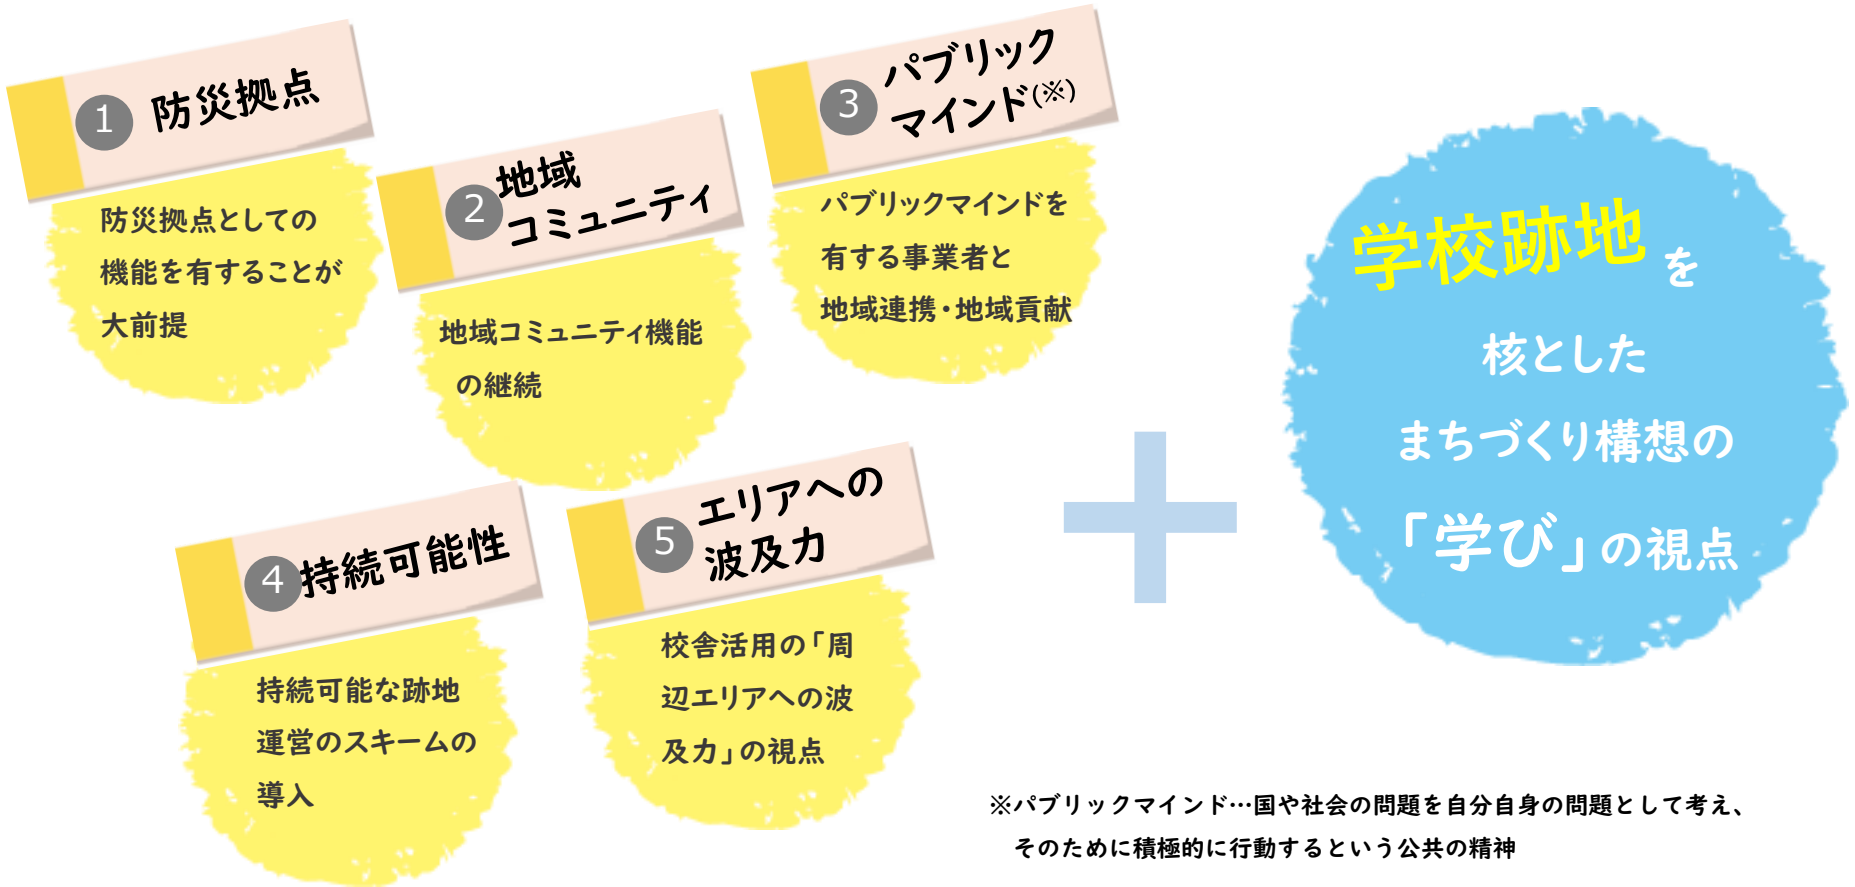 1 防災拠点
防災拠点としての
機能を有することが
大前提
2 地域
コミュニティ
地域コミュニティ機能
の継続
3 パブリック
マインド(※)
パブリックマインドを
有する事業者と
地域連携・地域貢献
4 持続可能性
持続可能な跡地
運営のスキームの
導入
5 エリアへの
波及力
校舎活用の「周
辺エリアへの波
及力」の視点
+
学校跡地を
核とした
まちづくり構想の
「学び」の視点
※パブリックマインド…国や社会の問題を自分自身の問題として考え、
そのために積極的に行動するという公共の精神